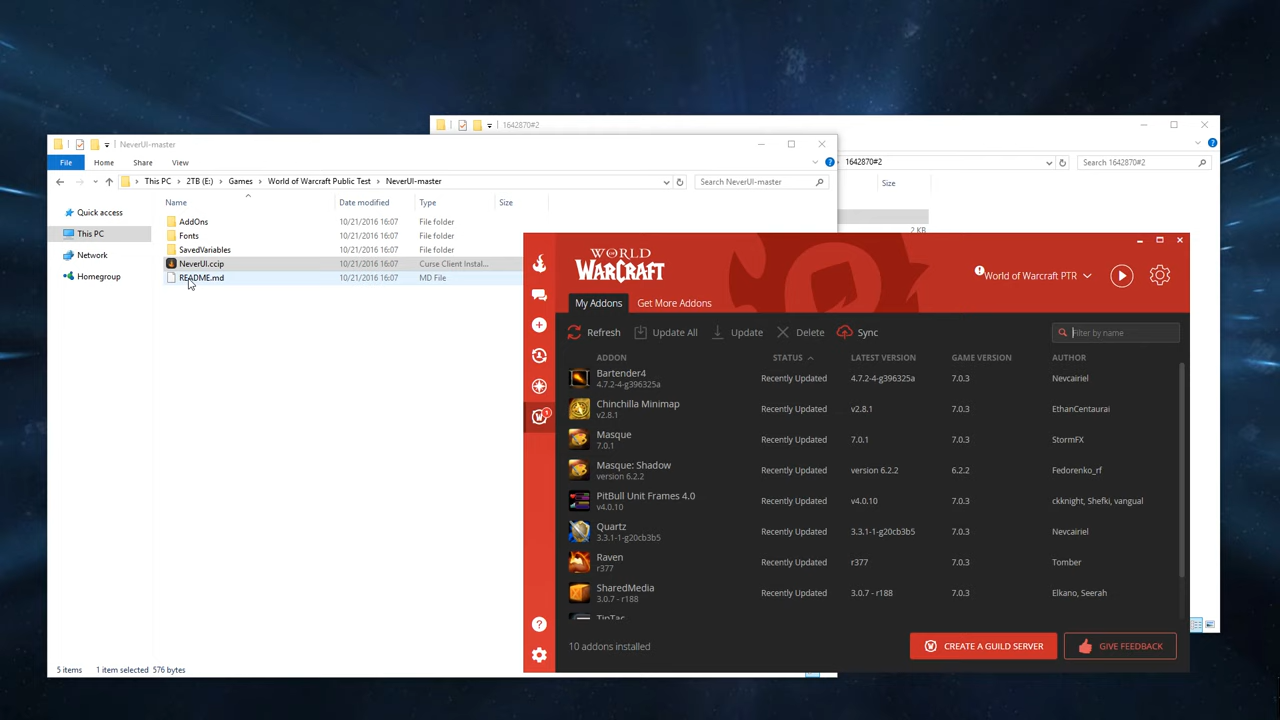 1642870#2
NeverUI-master
File Home Share View
1642870#2
Search 1642870#2
This PC 2TB (E:) Games World of Warcraft Public Test NeverUI-master
Search NeverUI-master
Size
Name Date modified Type Size
Quick access
This PC
Network
Homegroup
AddOns 10/21/2016 16:07 File folder
Fonts 10/21/2016 16:07 File folder
SavedVariables 10/21/2016 16:07 File folder
NeverUI.ccip 10/21/2016 16:07 Curse Client Instal...
README.md 10/21/2016 16:07 MD File
2 KB
WORLD OF WARCRAFT
World of Warcraft PTR
My Addons Get More Addons
Refresh Update All Update Delete Sync
Filter by name
ADDON STATUS LATEST VERSION GAME VERSION AUTHOR
Bartender4 Recently Updated 4.7.2-4-g396325a 7.0.3 Nevcairiel
4.7.2-4-g396325a
Chinchilla Minimap Recently Updated v2.8.1 7.0.3 EthanCentaurai
v2.8.1
Masque Recently Updated 7.0.1 7.0.3 StormFX
7.0.1
Masque: Shadow Recently Updated version 6.2.2 6.2.2 Fedorenko_rf
version 6.2.2
PitBull Unit Frames 4.0 Recently Updated v4.0.10 7.0.3 ckknight, Shefki, vangual
v4.0.10
Quartz Recently Updated 3.3.1-1-g20cb3b5 7.0.3 Nevcairiel
3.3.1-1-g20cb3b5
Raven Recently Updated r377 7.0.3 Tomber
r377
SharedMedia Recently Updated 3.0.7 - r188 7.0.3 Elkano, Seerah
3.0.7 - r188
TipTac
10 addons installed
CREATE A GUILD SERVER
GIVE FEEDBACK
5 items 1 item selected 576 bytes